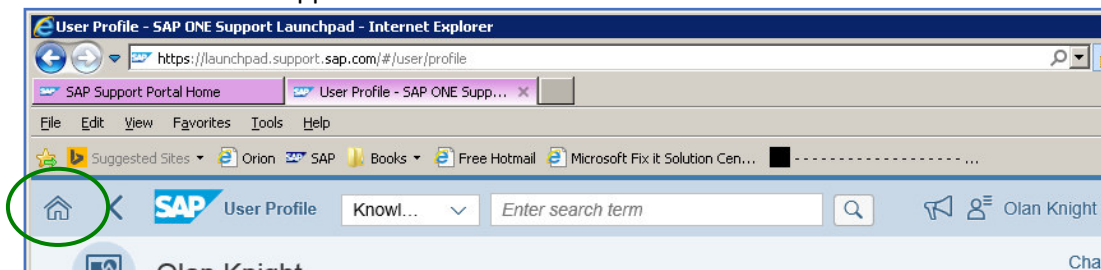 User Profile - SAP ONE Support Launchpad - Internet Explorer
https://launchpad.support.sap.com/#/user/profile
SAP Support Portal Home User Profile - SAP ONE Supp...
File Edit View Favorites Tools Help
Suggested Sites Orion SAP Books Free Hotmail Microsoft Fix it Solution Cen... - - - - - - - - - - - - - - - - - - - ...
SAP User Profile Knowl... Enter search term Olan Knight
Olan Knight Cha